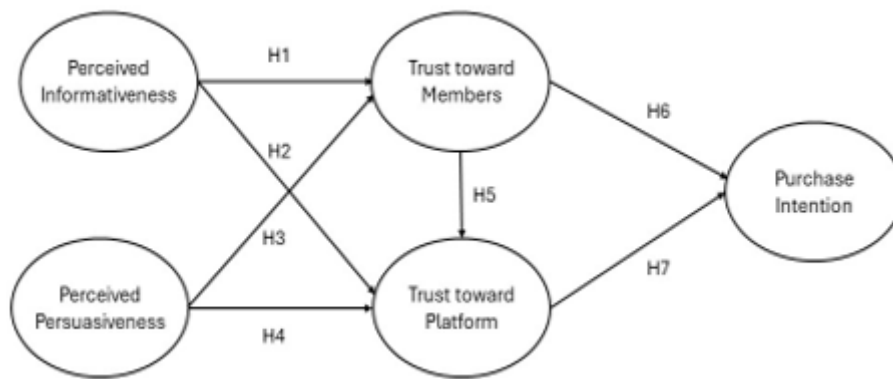 Perceived
Informativeness
H1
Trust toward
Members
H2
H6
Purchase
Intention
H5
H3
Perceived
Persuasiveness
H4
Trust toward
Platform
H7